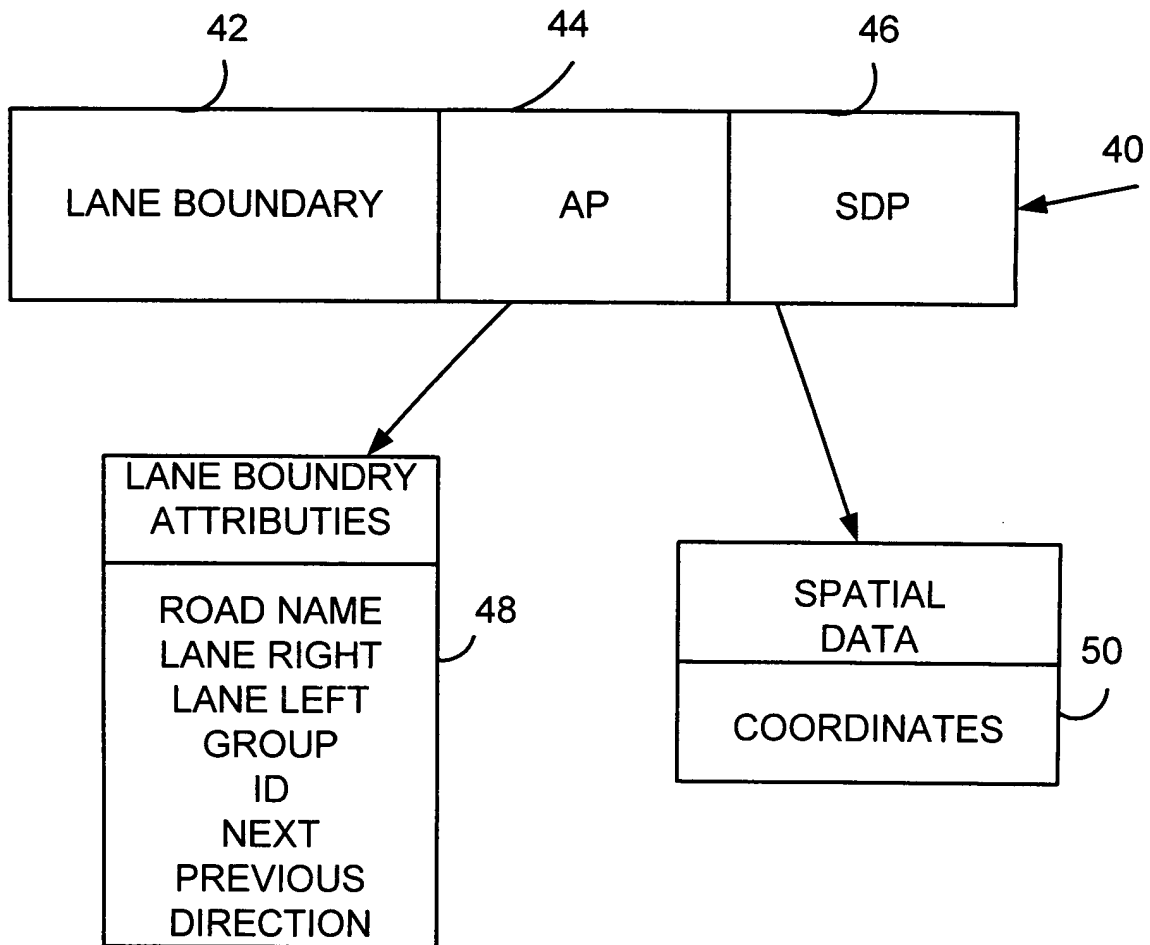 42
44
46
40
LANE BOUNDARY
AP
SDP
LANE BOUNDRY
ATTRIBUTIES
ROAD NAME
LANE RIGHT
LANE LEFT
GROUP
ID
NEXT
PREVIOUS
DIRECTION
48
SPATIAL
DATA
COORDINATES
50